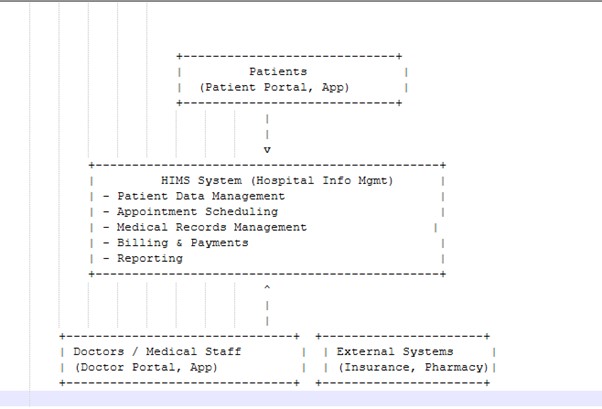 Patients
(Patient Portal, App)
HIMS System (Hospital Info Mgmt)
- Patient Data Management
- Appointment Scheduling
- Medical Records Management
- Billing & Payments
- Reporting
Doctors / Medical Staff
(Doctor Portal, App)
External Systems
(Insurance, Pharmacy)